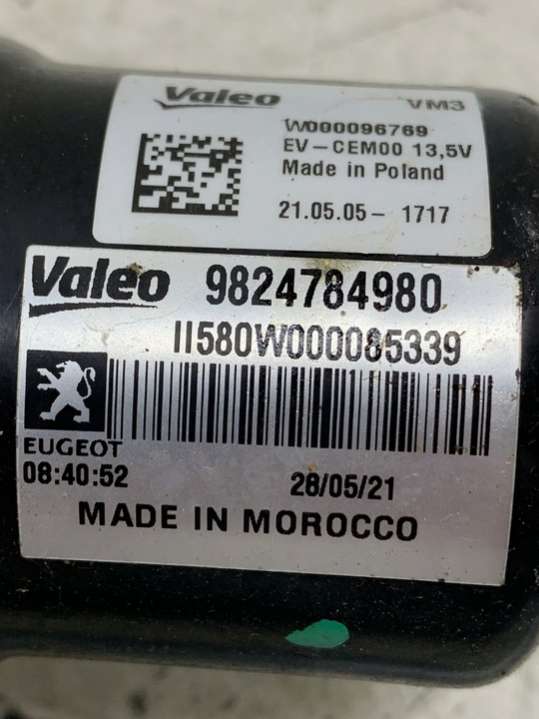 Valeo VM3
W000096769
EV-CEM00 13,5V
Made in Poland
21.05.05- 1717
Valeo 9824784980
II580W000085339
EUGEOT
08:40:52 28/05/21
MADE IN MOROCCO